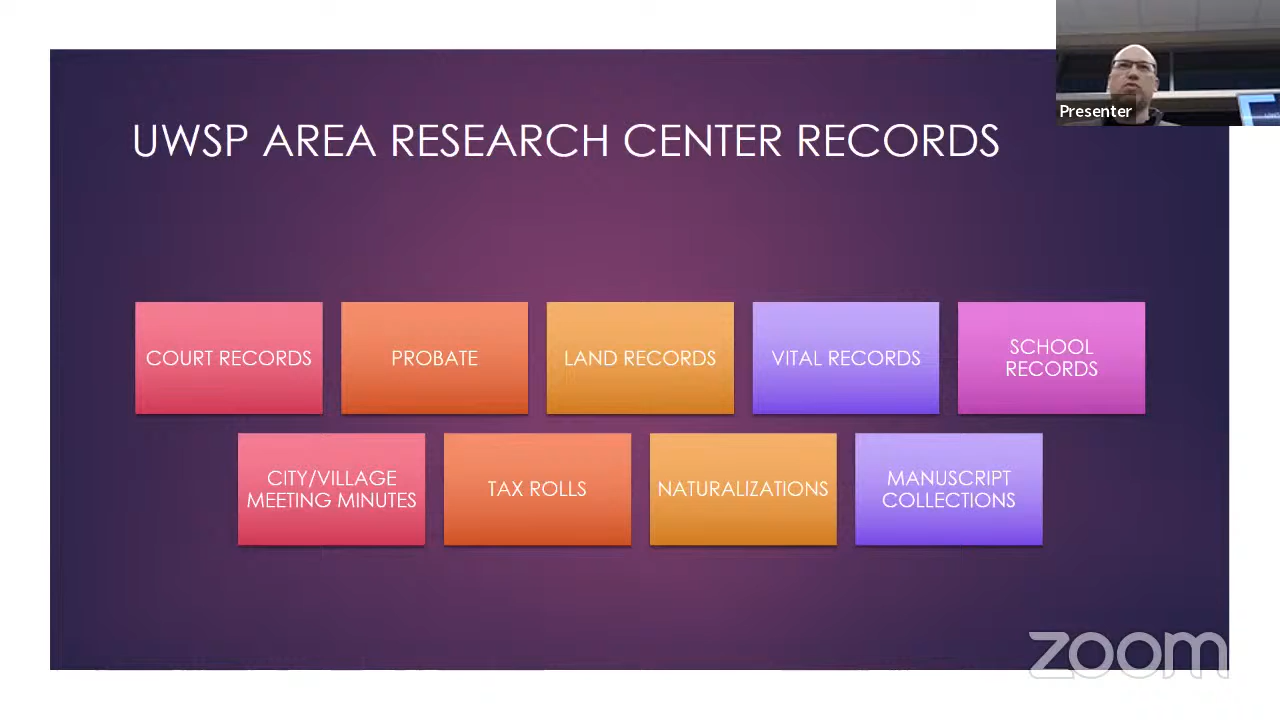 Presenter
UWSP AREA RESEARCH CENTER RECORDS
COURT RECORDS
PROBATE
LAND RECORDS
VITAL RECORDS
SCHOOL
RECORDS
CITY/VILLAGE
MEETING MINUTES
TAX ROLLS
NATURALIZATIONS
MANUSCRIPT
COLLECTIONS
zoom